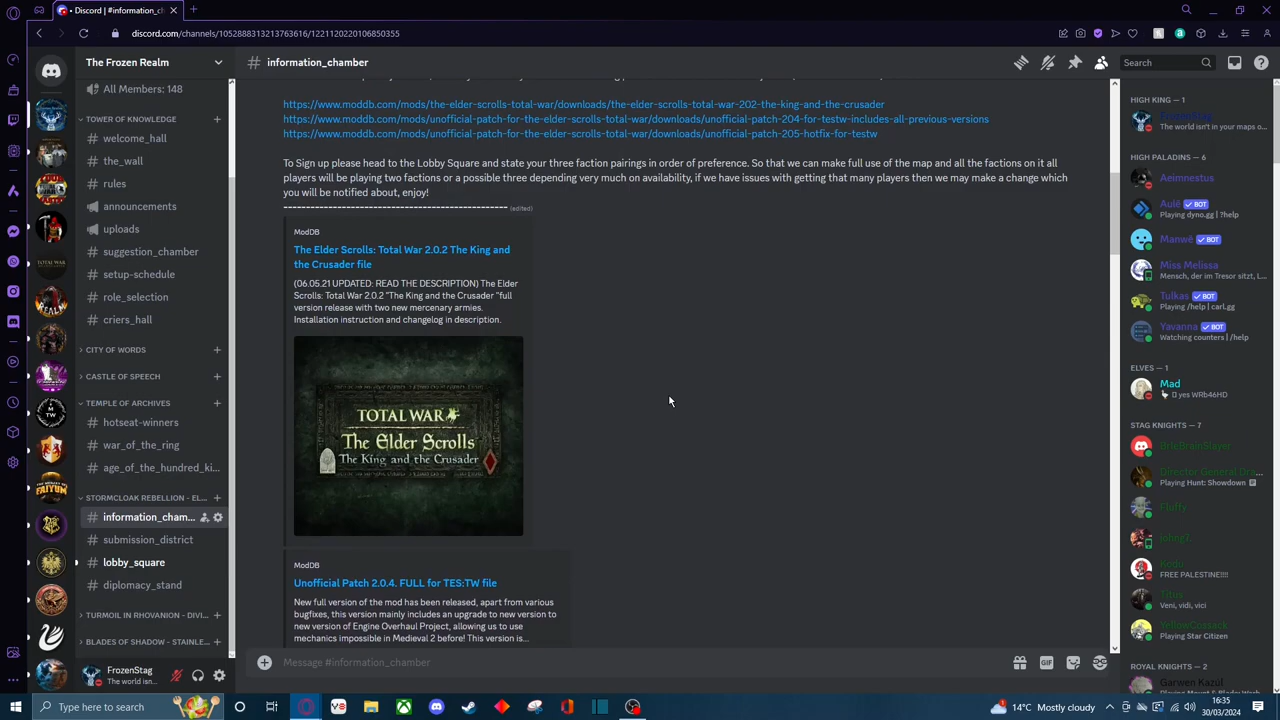 Discord | #information_ch
discord.com/channels/1052888313213763616/1221120220106850355
The Frozen Realm
# information_chamber
Search
All Members: 148
TOWER OF KNOWLEDGE
welcome_hall
the_wall
rules
announcements
uploads
suggestion_chamber
setup-schedule
role_selection
criers_hall
CITY OF WORDS
CASTLE OF SPEECH
TEMPLE OF ARCHIVES
hotseat-winners
war_of_the_ring
age_of_the_hundred_ki...
STORMCLOAK REBELLION - EL...
information_cham...
submission_district
lobby_square
diplomacy_stand
TURMOIL IN RHOVANION - DIVI...
BLADES OF SHADOW - STAINLE...
FrozenStag
The world isn...
https://www.moddb.com/mods/the-elder-scrolls-total-war/downloads/the-elder-scrolls-total-war-202-the-king-and-the-crusader
https://www.moddb.com/mods/unofficial-patch-for-the-elder-scrolls-total-war/downloads/unofficial-patch-204-for-testw-includes-all-previous-versions
https://www.moddb.com/mods/unofficial-patch-for-the-elder-scrolls-total-war/downloads/unofficial-patch-205-hotfix-for-testw
To Sign up please head to the Lobby Square and state your three faction pairings in order of preference. So that we can make full use of the map and all the factions on it all
players will be playing two factions or a possible three depending very much on availability, if we have issues with getting that many players then we may make a change which
you will be notified about, enjoy!
------------------------------------------------- (edited)
ModDB
The Elder Scrolls: Total War 2.0.2 The King and
the Crusader file
(06.05.21 UPDATED: READ THE DESCRIPTION) The Elder
Scrolls: Total War 2.0.2 "The King and the Crusader "full
version release with two new mercenary armies.
Installation instruction and changelog in description.
TOTAL WAR
The Elder Scrolls
The King and the Crusader
ModDB
Unofficial Patch 2.0.4. FULL for TES:TW file
New full version of the mod has been released, apart from various
bugfixes, this version mainly includes an upgrade to new version to
new version of Engine Overhaul Project, allowing us to use
mechanics impossible in Medieval 2 before! This version is...
Message #information_chamber
HIGH KING — 1
FrozenStag
The world isn't in your maps o...
HIGH PALADINS — 6
Aeimnestus
Aulë BOT
Playing dyno.gg | ?help
Manwë BOT
Miss Melissa
Mensch, der im Tresor sitzt, L...
Tulkas BOT
Playing /help | carl.gg
Yavanna BOT
Watching counters | /help
ELVES — 1
Mad
yes WRb46HD
STAG KNIGHTS — 7
drleBrainSlayer
Director General Dra...
Playing Hunt: Showdown
Fluffy
johngT.
Kodu
FREE PALESTINE!!!!
Titus
Veni, vidi, vici
YellowCossack
Playing Star Citizen
ROYAL KNIGHTS — 2
Garwen Kazûl
Type here to search
14°C Mostly cloudy
16:35
30/03/2024